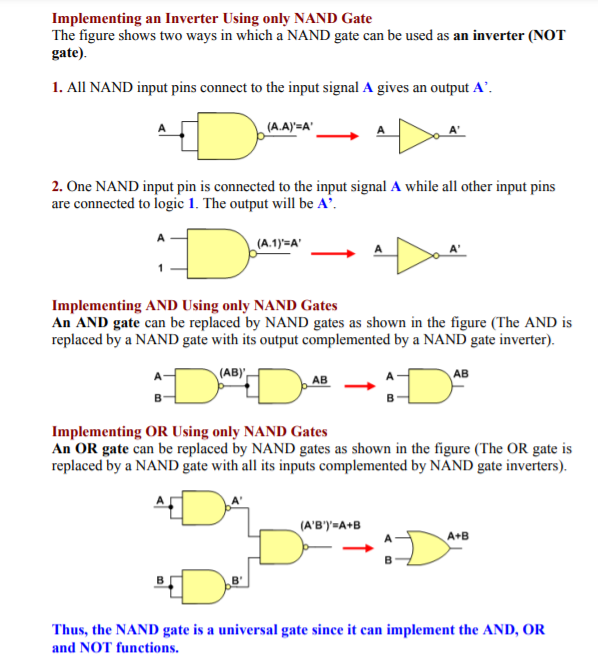 Implementing an Inverter Using only NAND Gate
The figure shows two ways in which a NAND gate can be used as an inverter (NOT
gate).
1. All NAND input pins connect to the input signal A gives an output A’.
A
(A.A)'=A'
A
A'
2. One NAND input pin is connected to the input signal A while all other input pins
are connected to logic 1. The output will be A’.
A
(A.1)'=A'
A
A'
1
Implementing AND Using only NAND Gates
An AND gate can be replaced by NAND gates as shown in the figure (The AND is
replaced by a NAND gate with its output complemented by a NAND gate inverter).
A
(AB)'
AB
A
AB
B
B
Implementing OR Using only NAND Gates
An OR gate can be replaced by NAND gates as shown in the figure (The OR gate is
replaced by a NAND gate with all its inputs complemented by NAND gate inverters).
A
A'
(A'B')'=A+B
A
A+B
B
B
B'
Thus, the NAND gate is a universal gate since it can implement the AND, OR
and NOT functions.